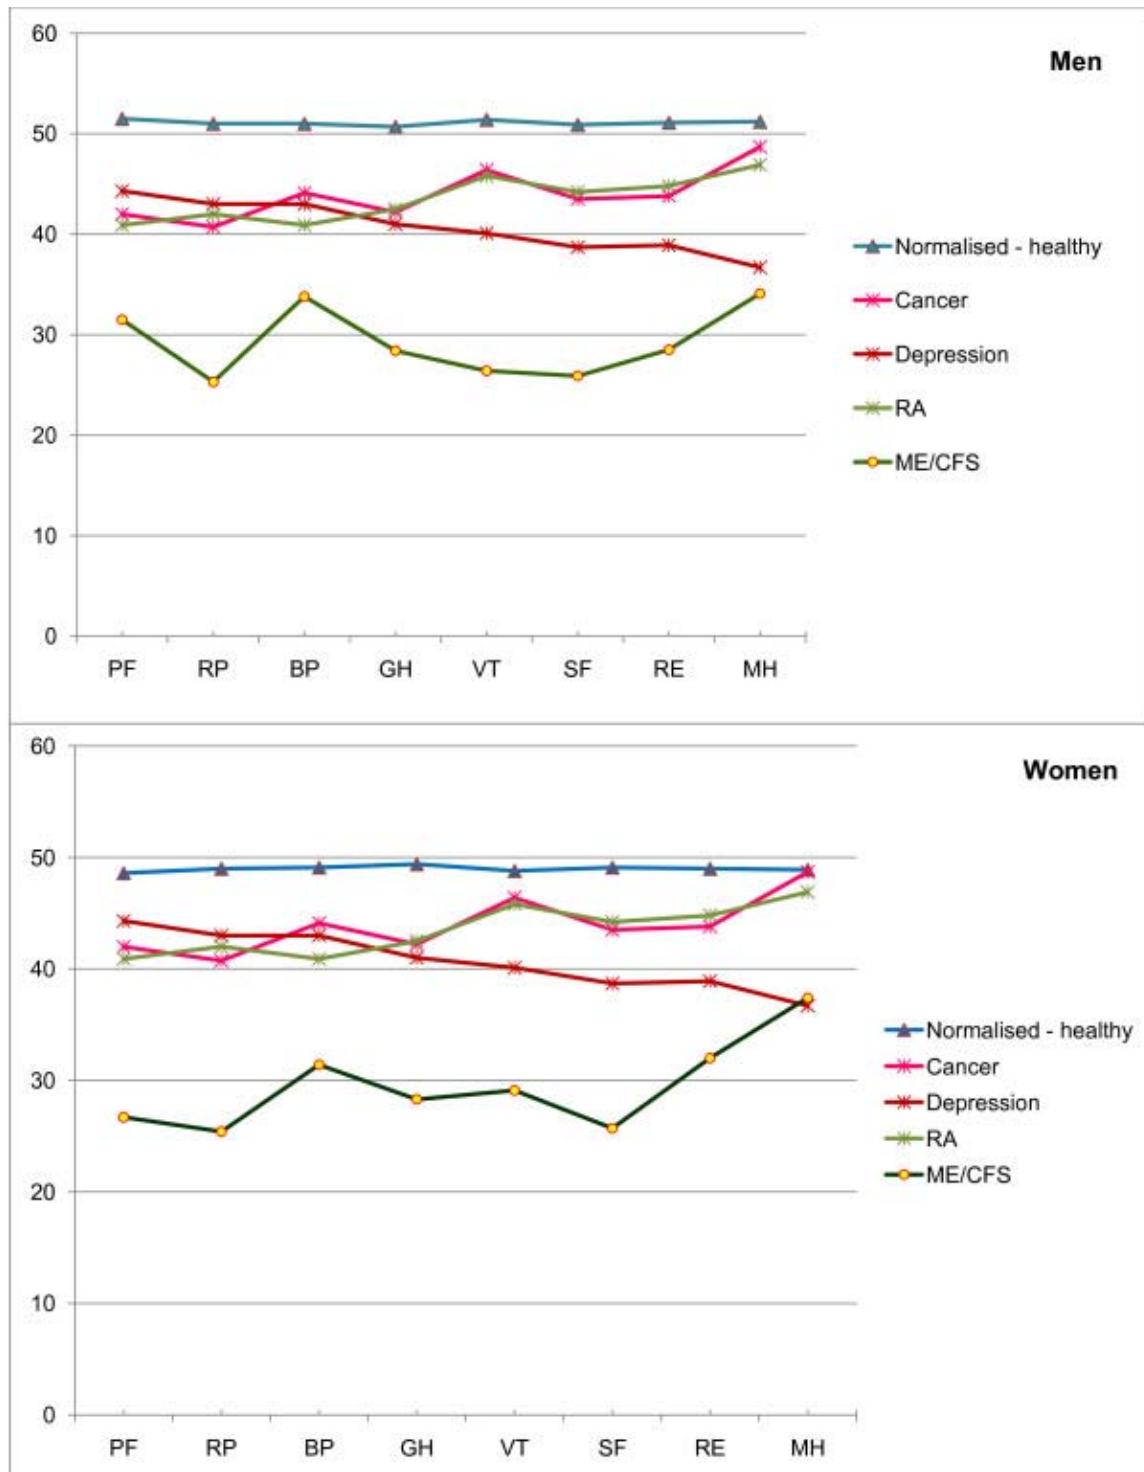 Men
60
50
40
30
20
10
0
PF RP BP GH VT SF RE MH
Normalised - healthy
Cancer
Depression
RA
ME/CFS
Women
60
50
40
30
20
10
0
PF RP BP GH VT SF RE MH
Normalised - healthy
Cancer
Depression
RA
ME/CFS